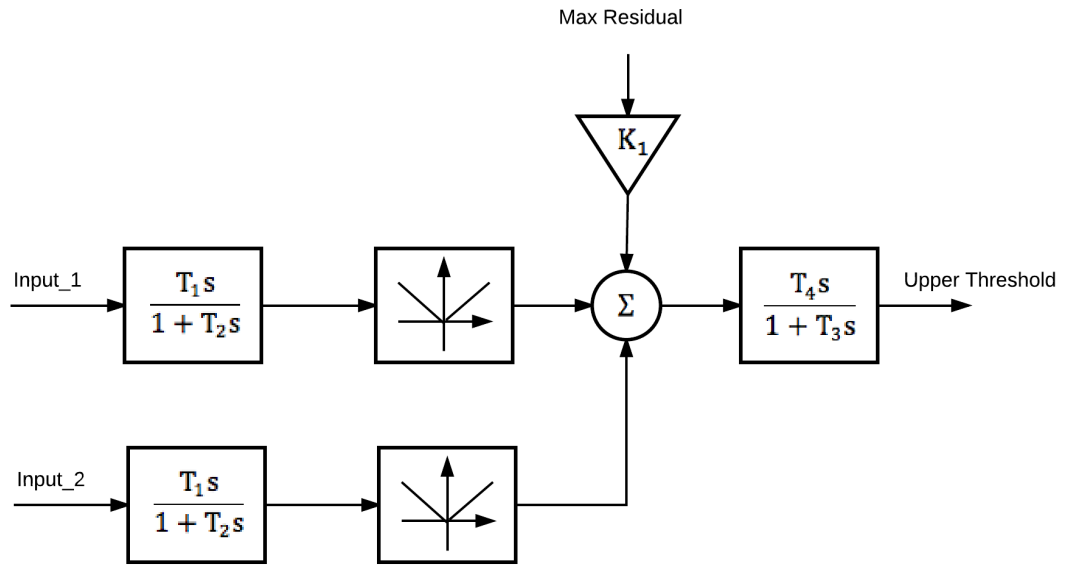 Max Residual
K₁
Input_1
T₁s
1 + T₂s
Σ
T₄s
1 + T₃s
Upper Threshold
Input_2
T₁s
1 + T₂s